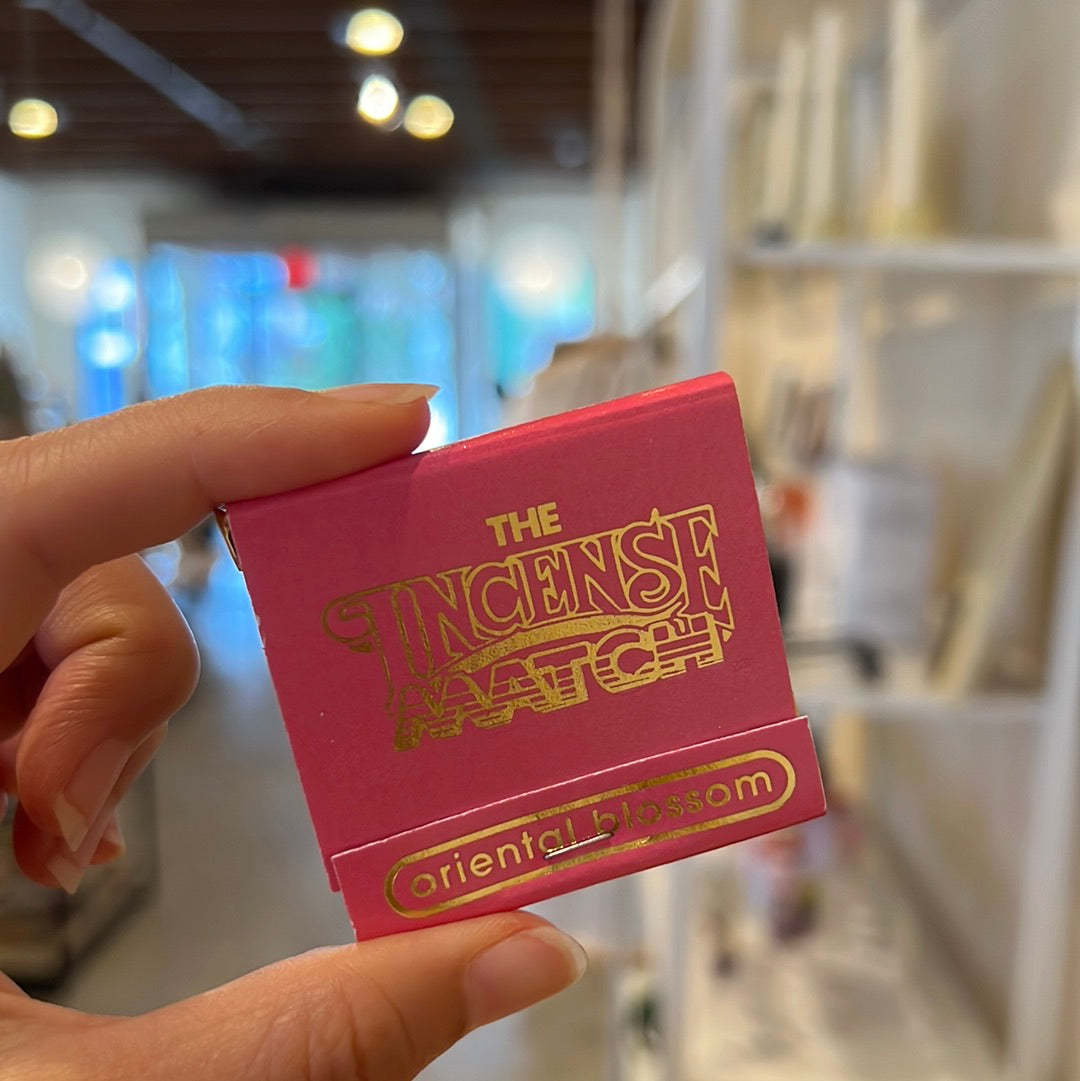 THE
INCENSE
MATCH
oriental blossom